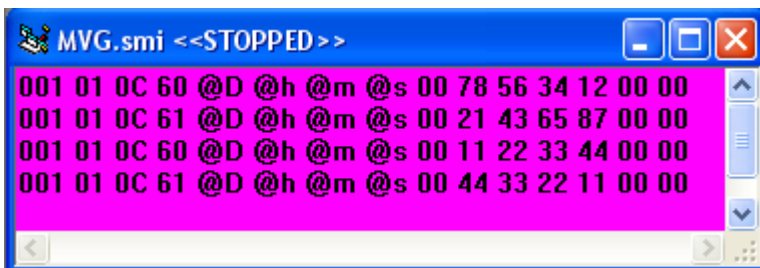 MVG.smi <<STOPPED>>
001 01 0C 60 @D @h @m @s 00 78 56 34 12 00 00
001 01 0C 61 @D @h @m @s 00 21 43 65 87 00 00
001 01 0C 60 @D @h @m @s 00 11 22 33 44 00 00
001 01 0C 61 @D @h @m @s 00 44 33 22 11 00 00